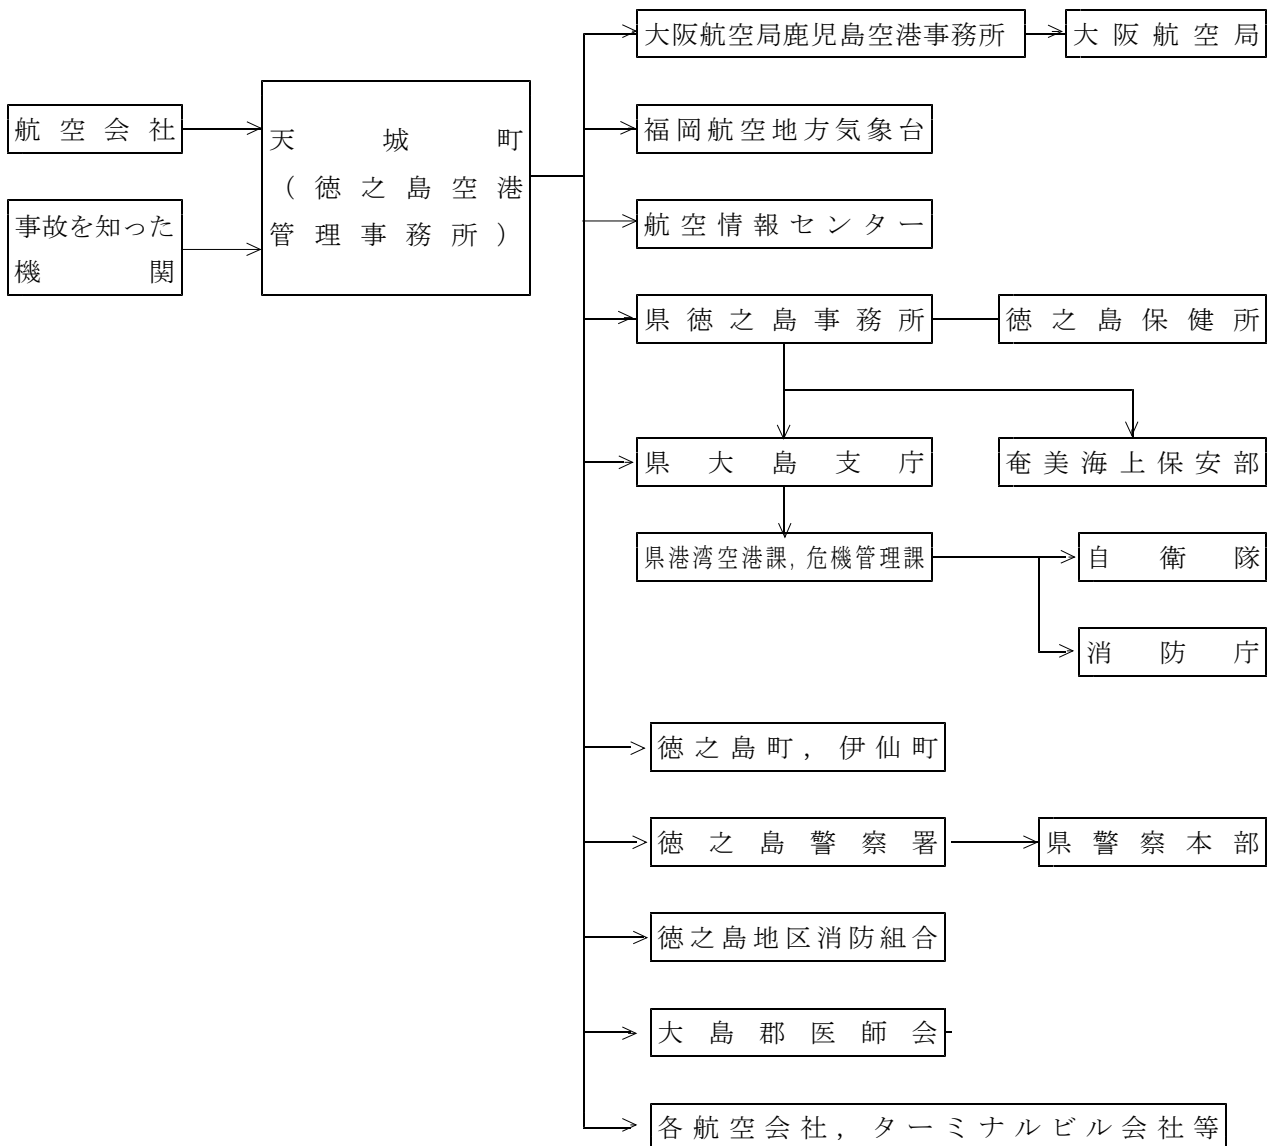 大阪航空局鹿児島空港事務所
大阪航空局
航空会社
天城町
（徳之島空港
管理事務所）
福岡航空地方気象台
事故を知った
機関
航空情報センター
県徳之島事務所
徳之島保健所
県大島支庁
奄美海上保安部
県港湾空港課,危機管理課
自衛隊
消防庁
徳之島町，伊仙町
徳之島警察署
県警察本部
徳之島地区消防組合
大島郡医師会
各航空会社，ターミナルビル会社等